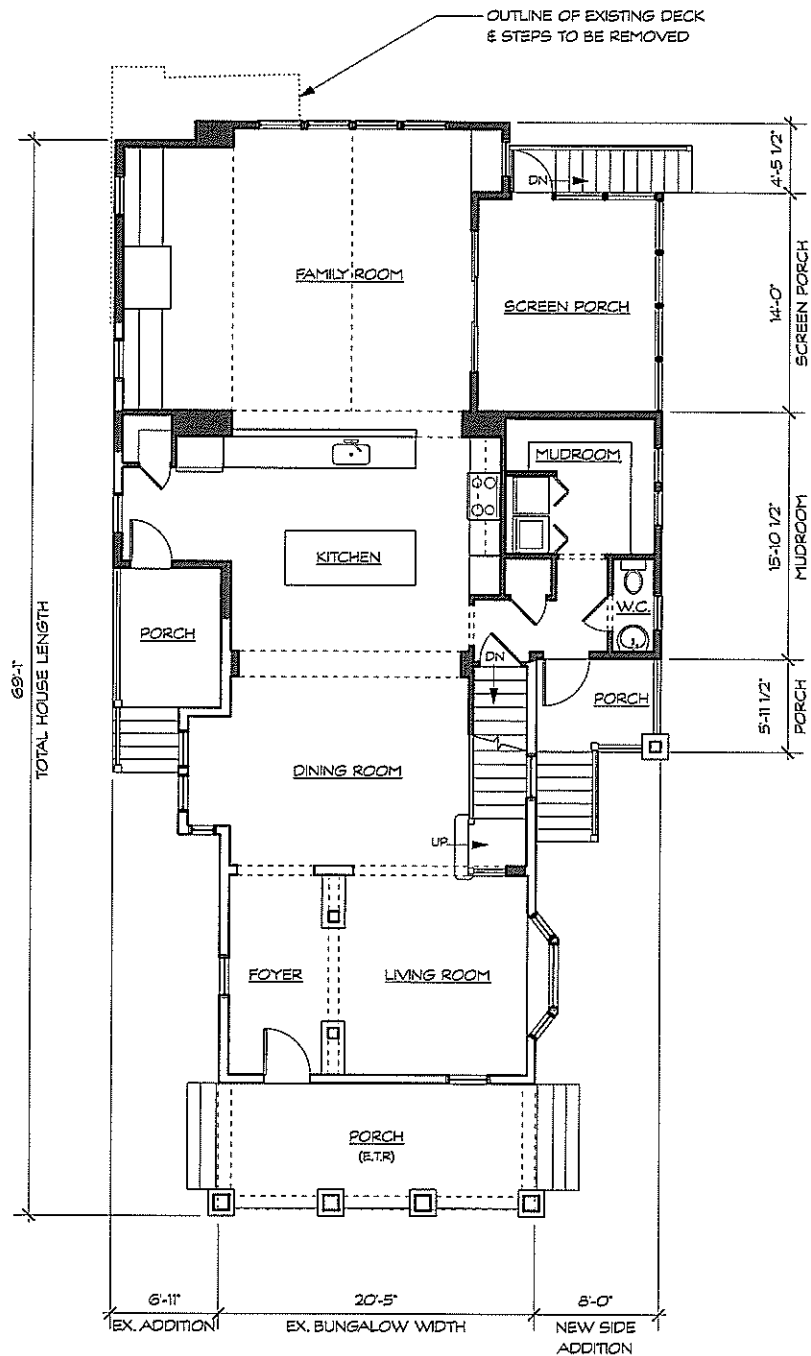 OUTLINE OF EXISTING DECK
& STEPS TO BE REMOVED
4'-5 1/2"
DN
FAMILY ROOM
SCREEN PORCH
14'-0"
SCREEN PORCH
MUDROOM
KITCHEN
15'-10 1/2"
MUDROOM
W.C.
PORCH
DN
PORCH
5'-11 1/2"
PORCH
69'-1"
TOTAL HOUSE LENGTH
DINING ROOM
UP
FOYER
LIVING ROOM
PORCH
(E.T.R)
6'-11"
20'-5"
8'-0"
EX. ADDITION
EX. BUNGALOW WIDTH
NEW SIDE
ADDITION